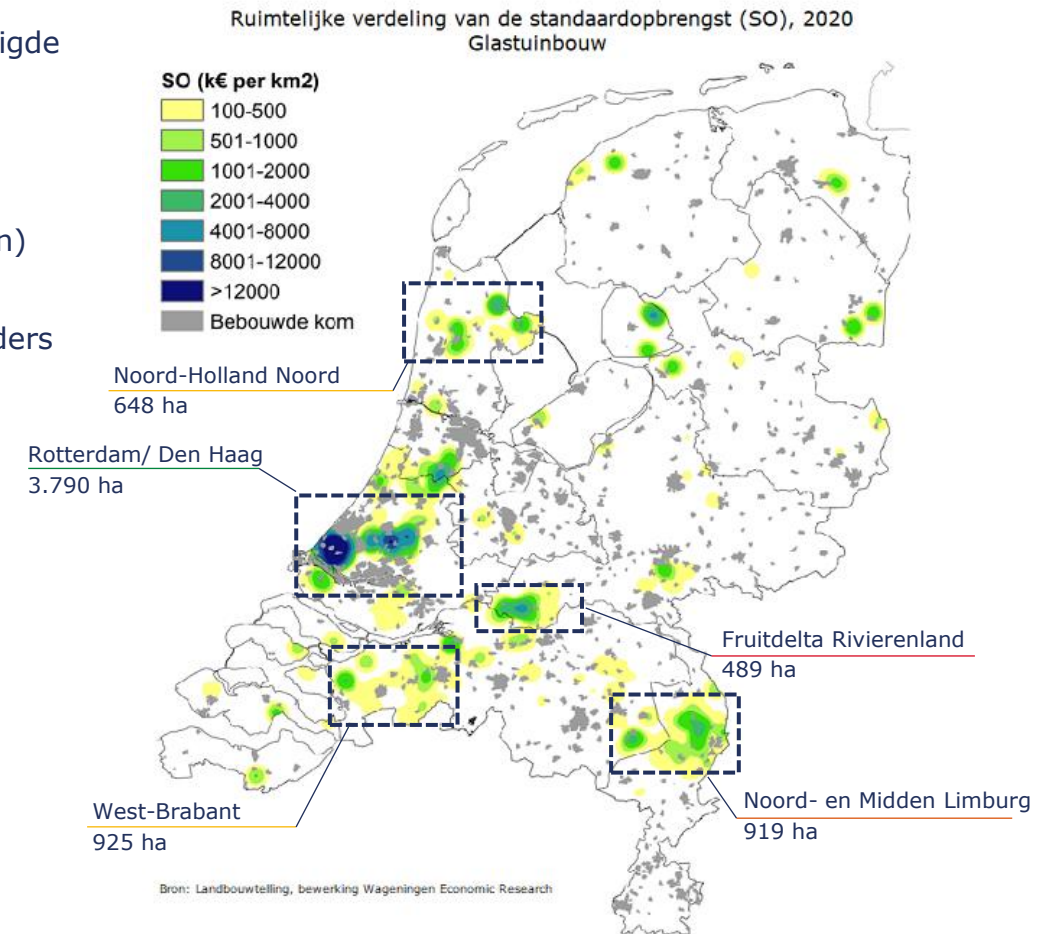 Ruimtelijke verdeling van de standaardopbrengst (SO), 2020
Glastuinbouw
igde
n)
ders
SO (k€ per km2)
100-500
501-1000
1001-2000
2001-4000
4001-8000
8001-12000
>12000
Bebouwde kom
Noord-Holland Noord
648 ha
Rotterdam/ Den Haag
3.790 ha
Fruitdelta Rivierenland
489 ha
West-Brabant
925 ha
Noord- en Midden Limburg
919 ha
Bron: Landbouwtelling, bewerking Wageningen Economic Research